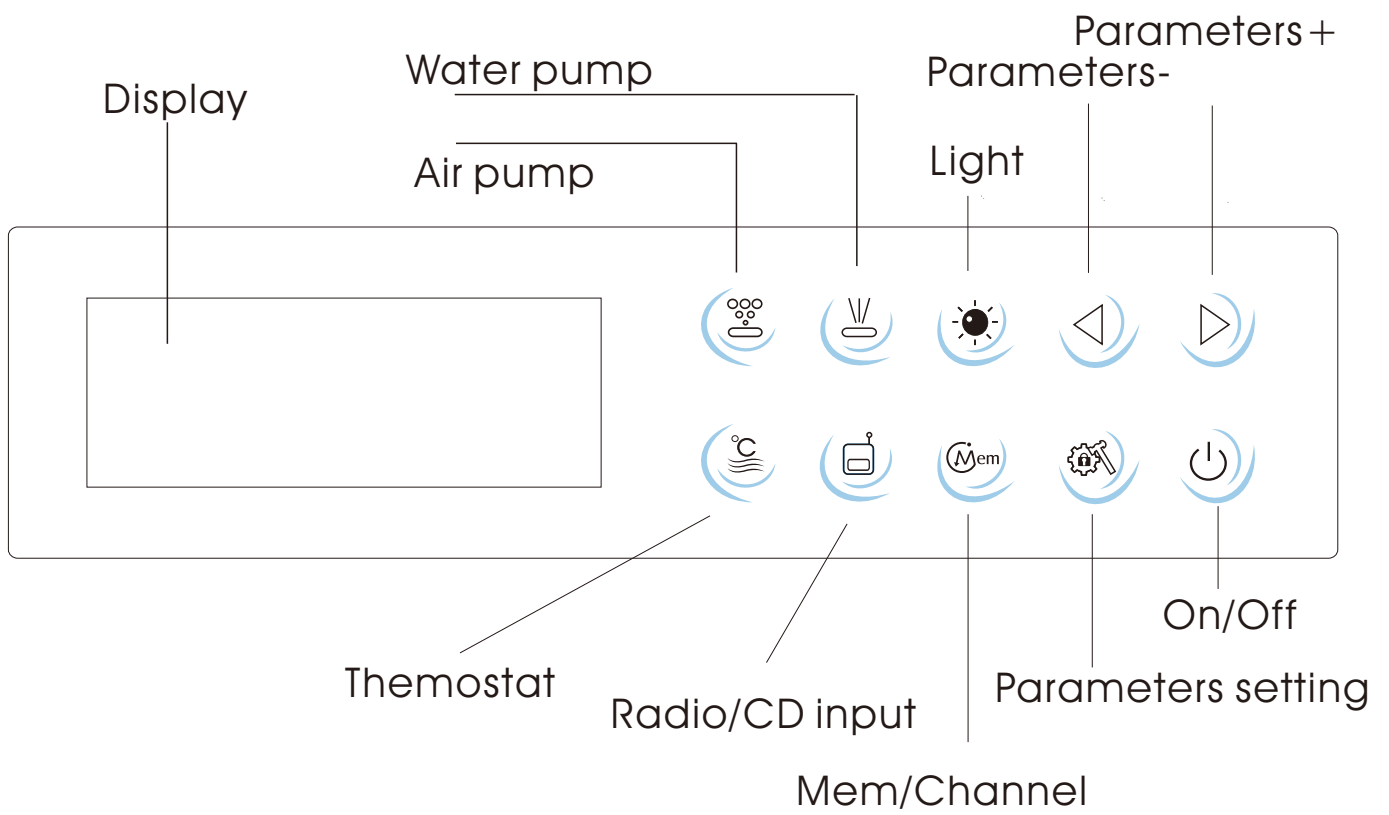 Parameters+
Water pump
Parameters-
Display
Air pump
Light
°C
Mem
On/Off
Themostat
Parameters setting
Radio/CD input
Mem/Channel